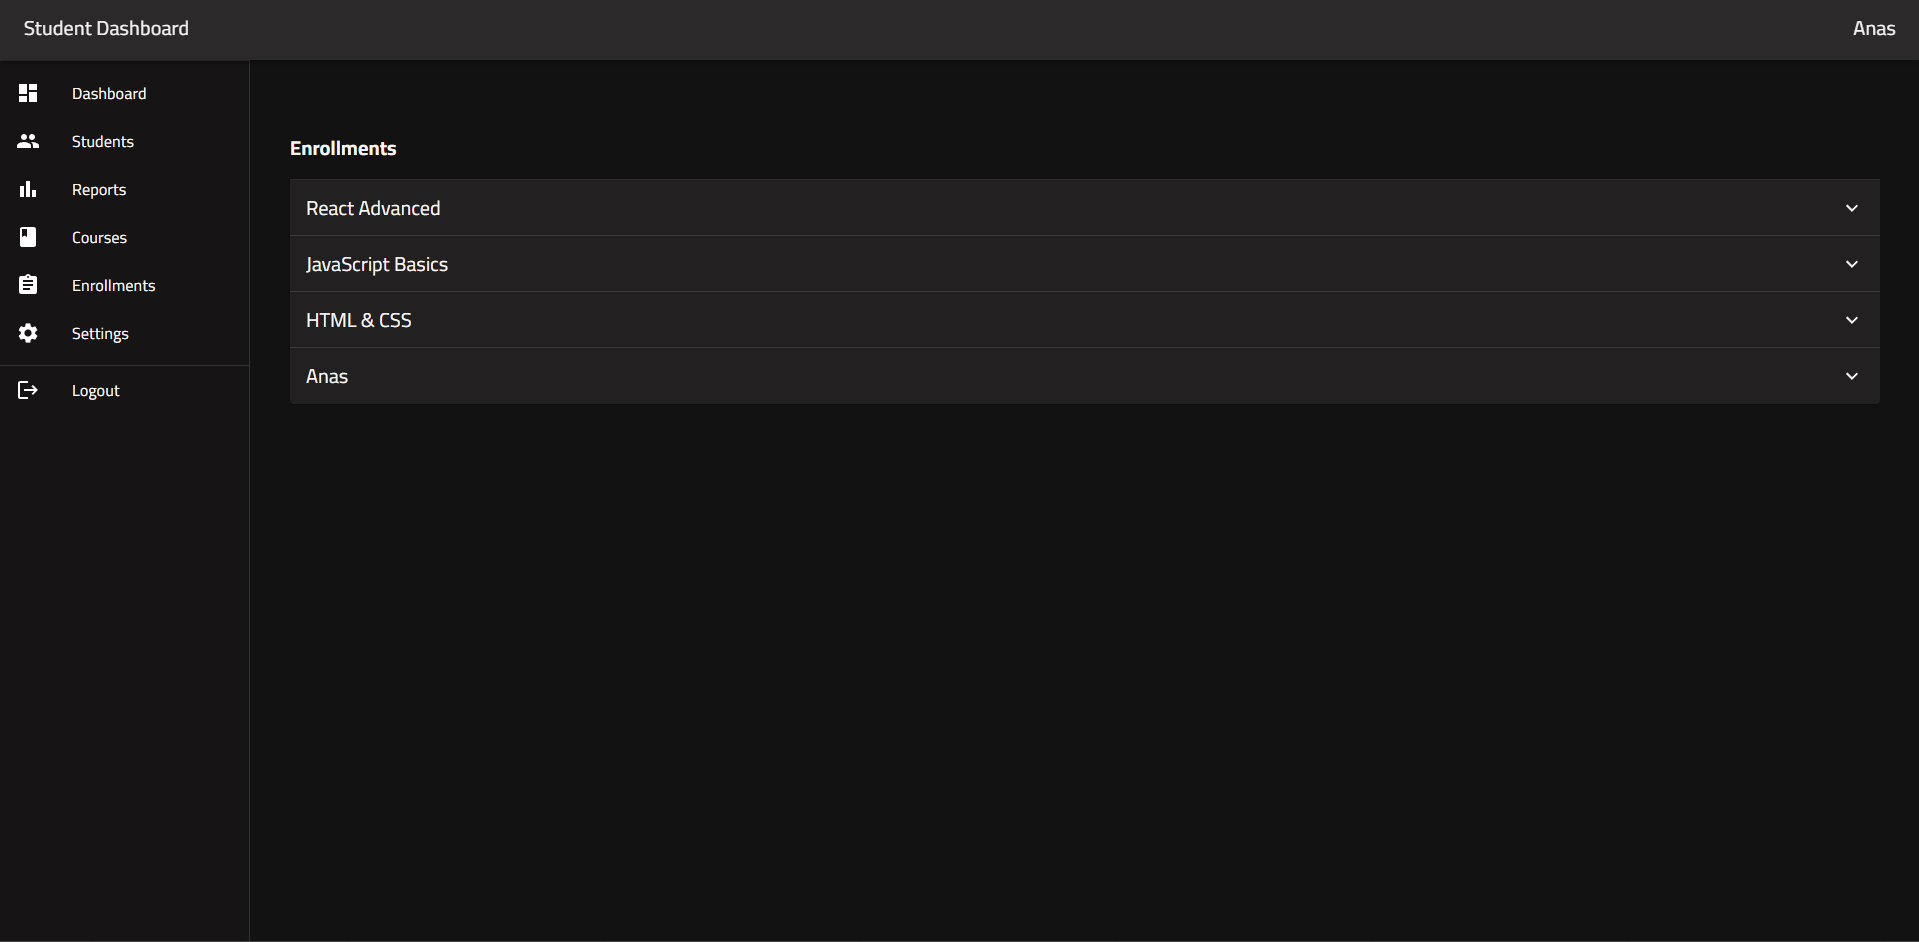 Student Dashboard
Anas
Dashboard
Students
Reports
Courses
Enrollments
Settings
Logout
Enrollments
React Advanced
JavaScript Basics
HTML & CSS
Anas